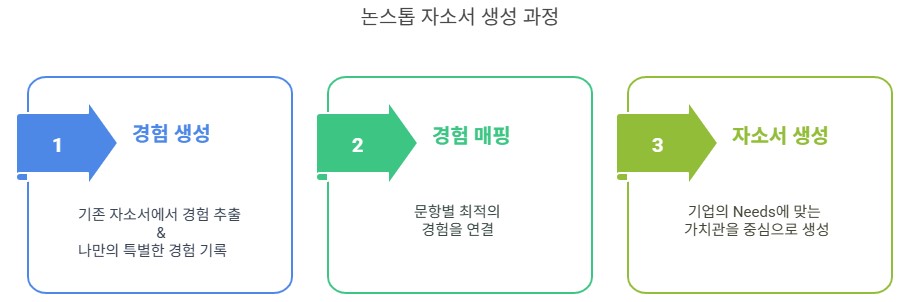 논스톱 자소서 생성 과정
1
경험 생성
기존 자소서에서 경험 추출
&
나만의 특별한 경험 기록
2
경험 매핑
문항별 최적의
경험을 연결
3
자소서 생성
기업의 Needs에 맞는
가치관을 중심으로 생성